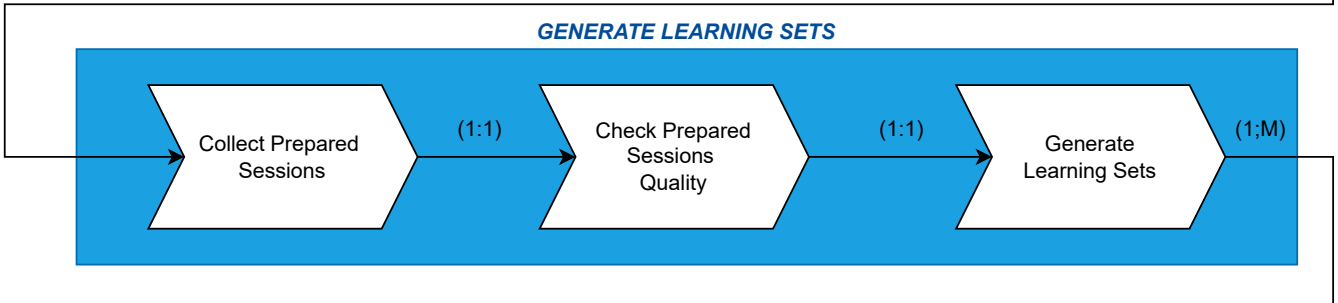 GENERATE LEARNING SETS
Collect Prepared
Sessions
(1:1)
Check Prepared
Sessions
Quality
(1:1)
Generate
Learning Sets
(1;M)